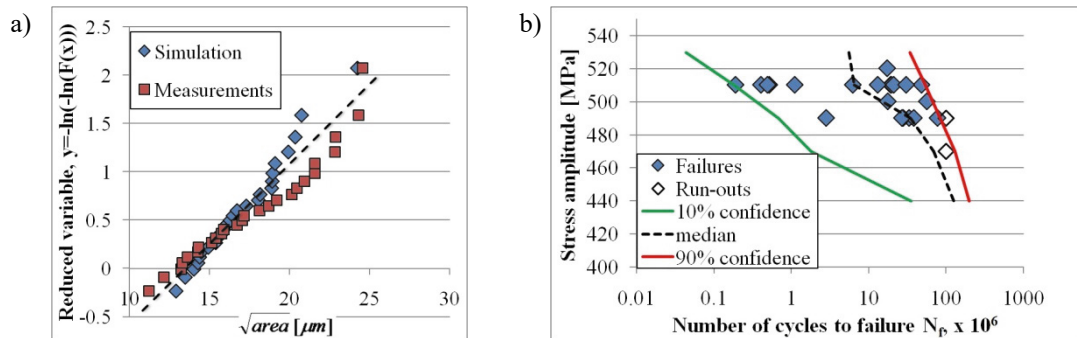 a)
Reduced variable, y=-ln(-ln(F(x)))
2.5
2
1.5
1
0.5
0
-0.5
Simulation
Measurements
10 15 20 25 30
√area [μm]
b)
Stress amplitude [MPa]
540
520
500
480
460
440
420
400
Failures
Run-outs
10% confidence
median
90% confidence
0.01 0.1 1 10 100 1000
Number of cycles to failure Nf, x 10⁶